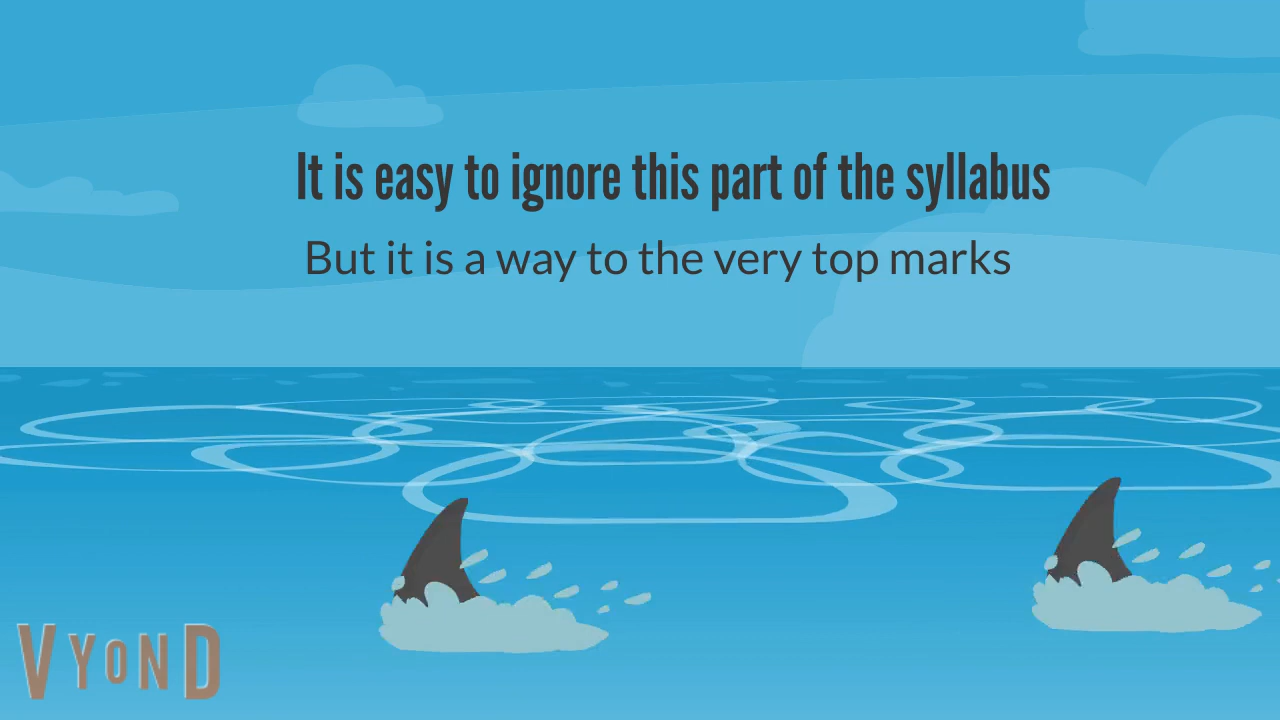 It is easy to ignore this part of the syllabus
But it is a way to the very top marks
VYOND